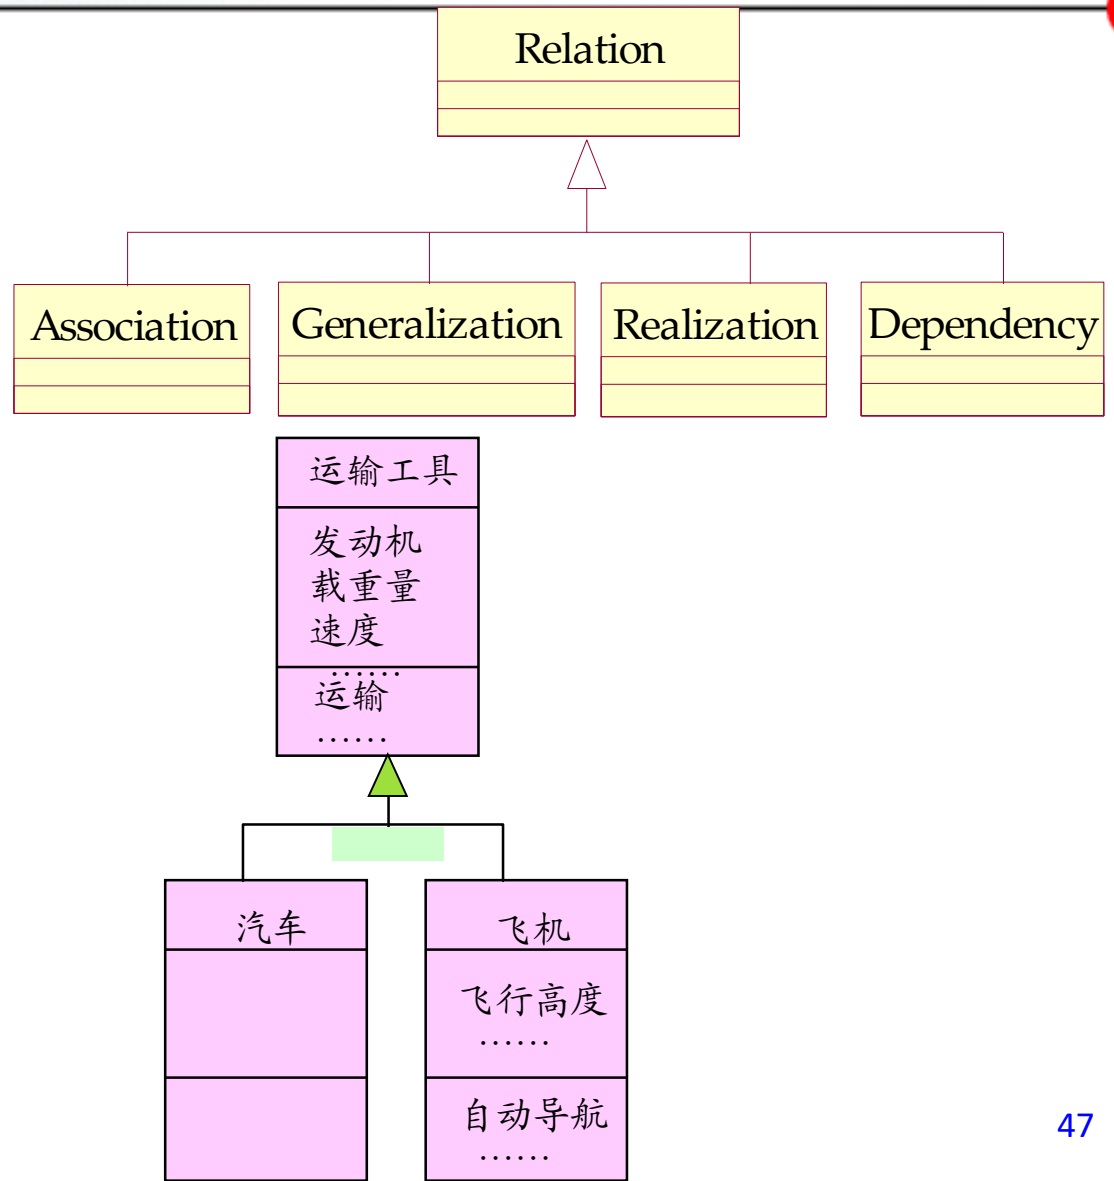 Relation
Association
Generalization
Realization
Dependency
运输工具
发动机
载重量
速度
……
运输
……
汽车
飞机
飞行高度
……
自动导航
……
47